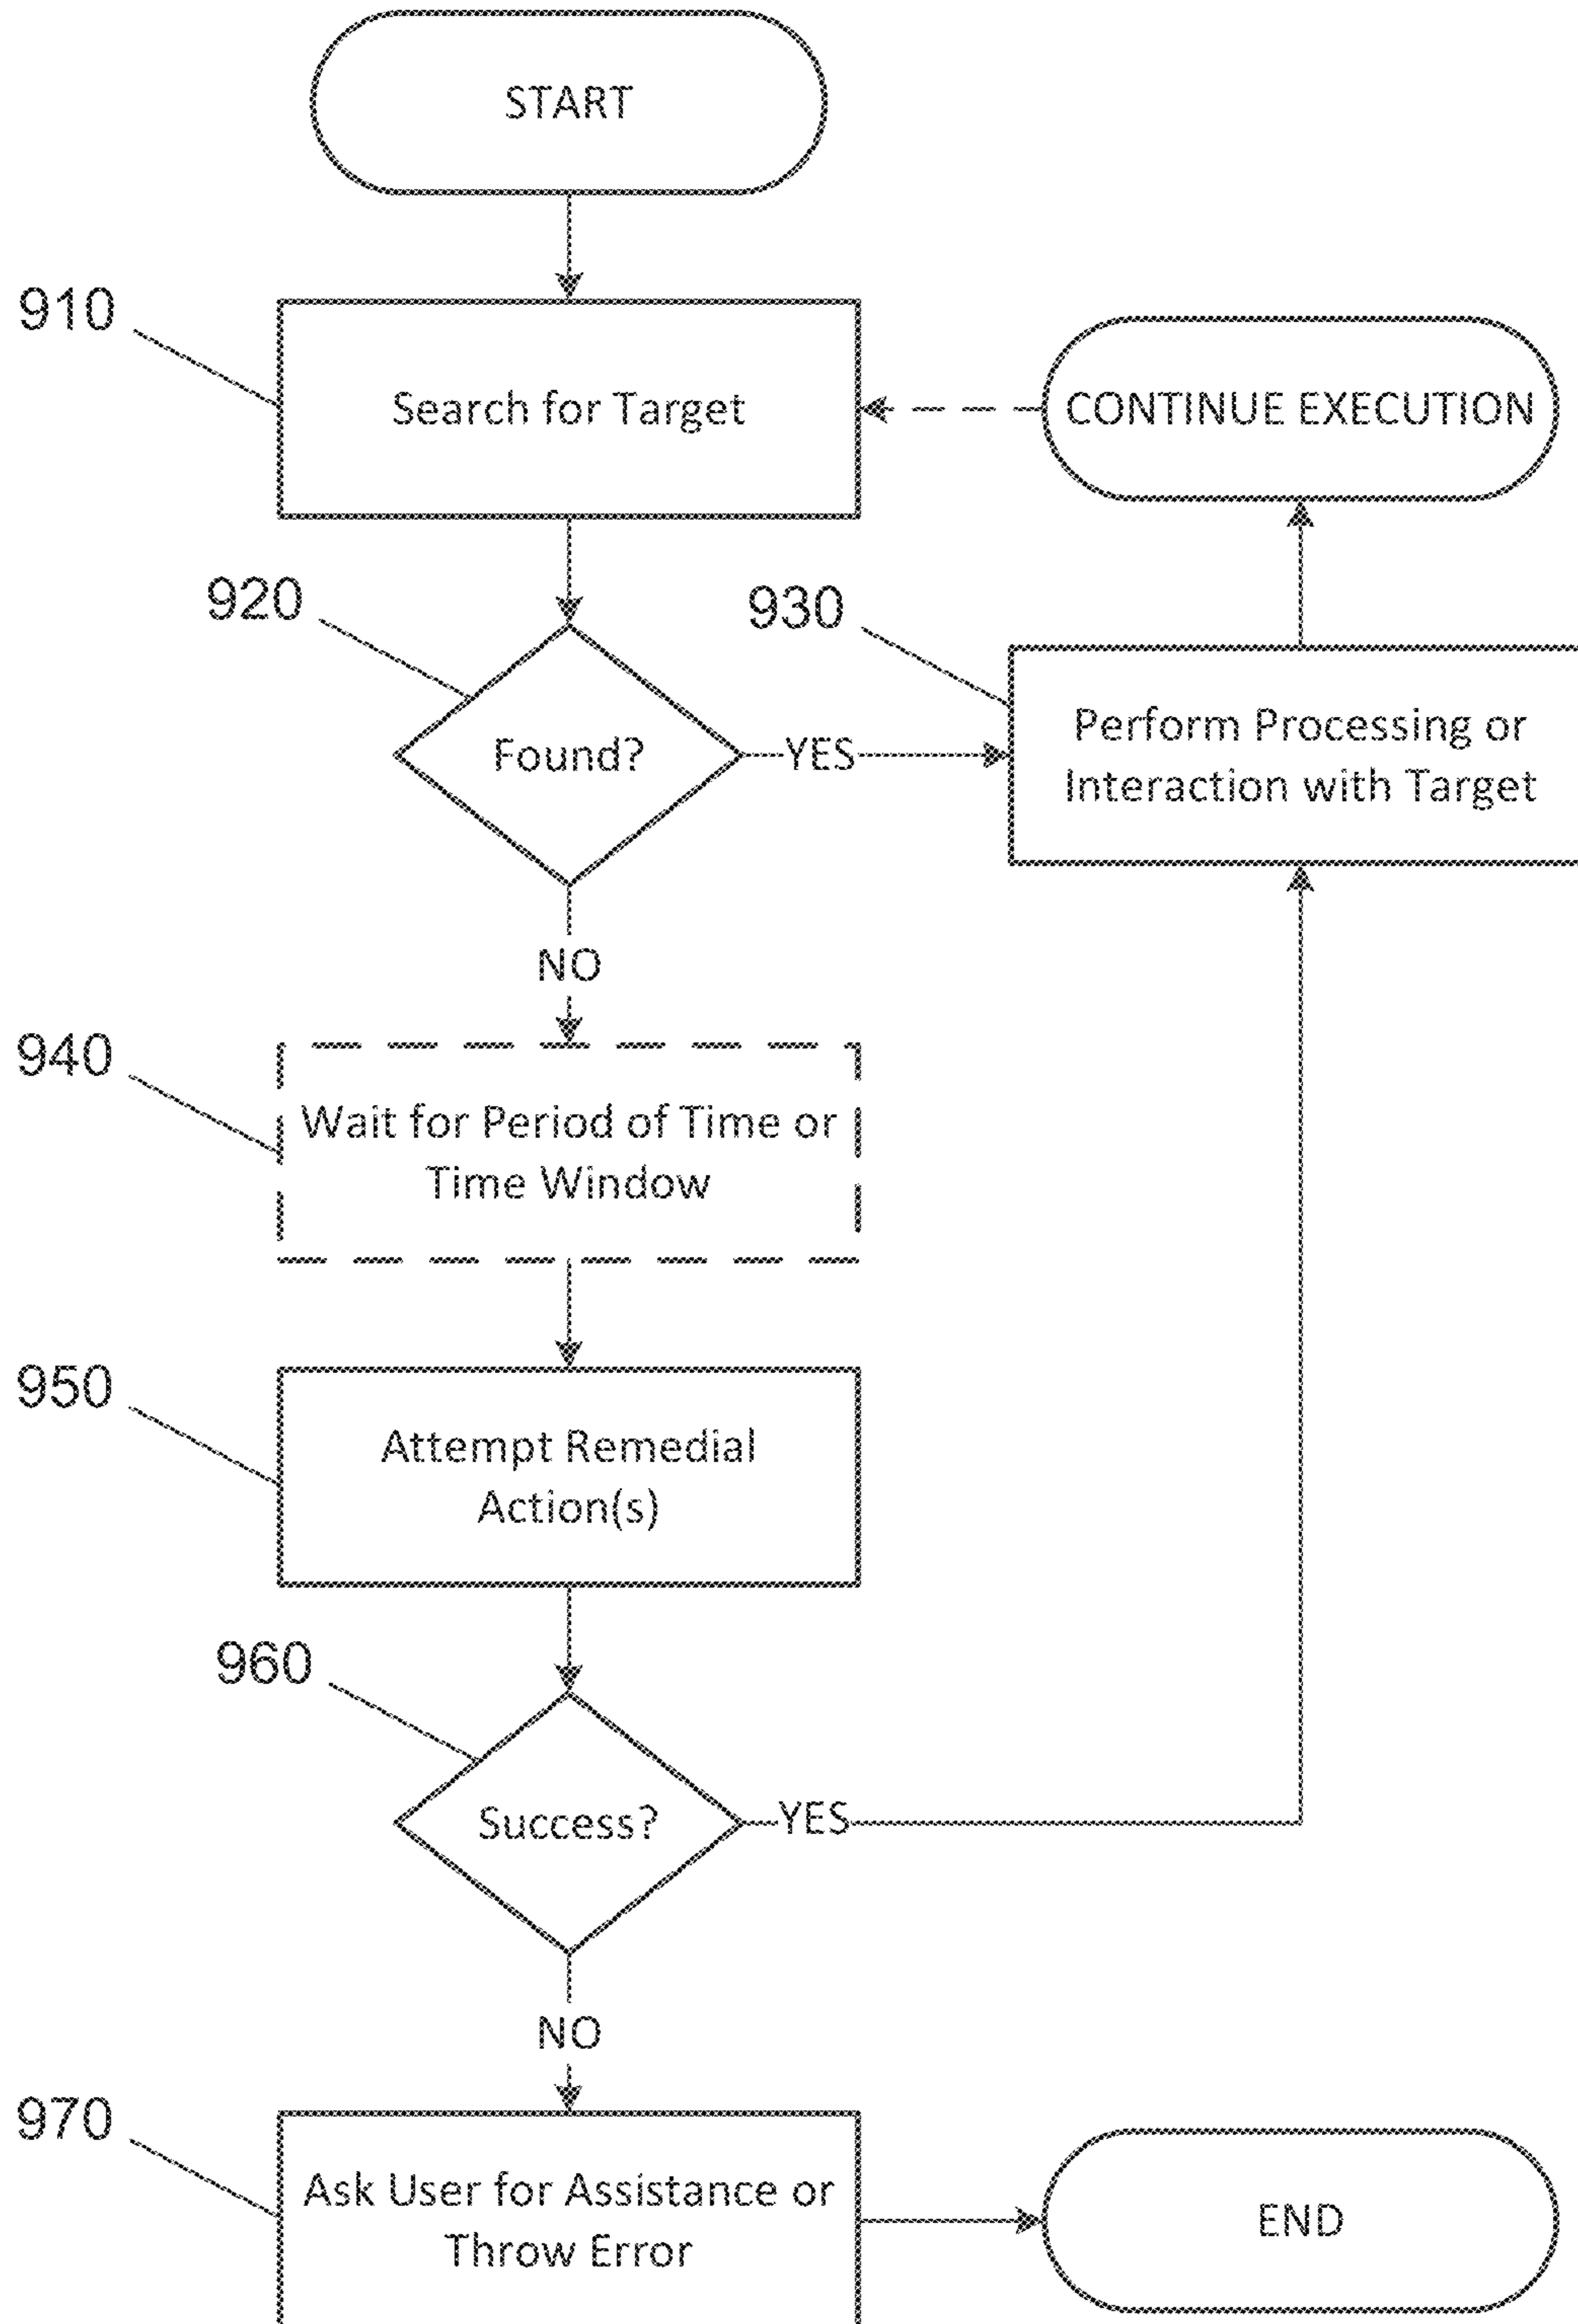 START
910
Search for Target
CONTINUE EXECUTION
920
Found?
YES
930
Perform Processing or
Interaction with Target
NO
940
Wait for Period of Time or
Time Window
950
Attempt Remedial
Action(s)
960
Success?
YES
NO
970
Ask User for Assistance or
Throw Error
END